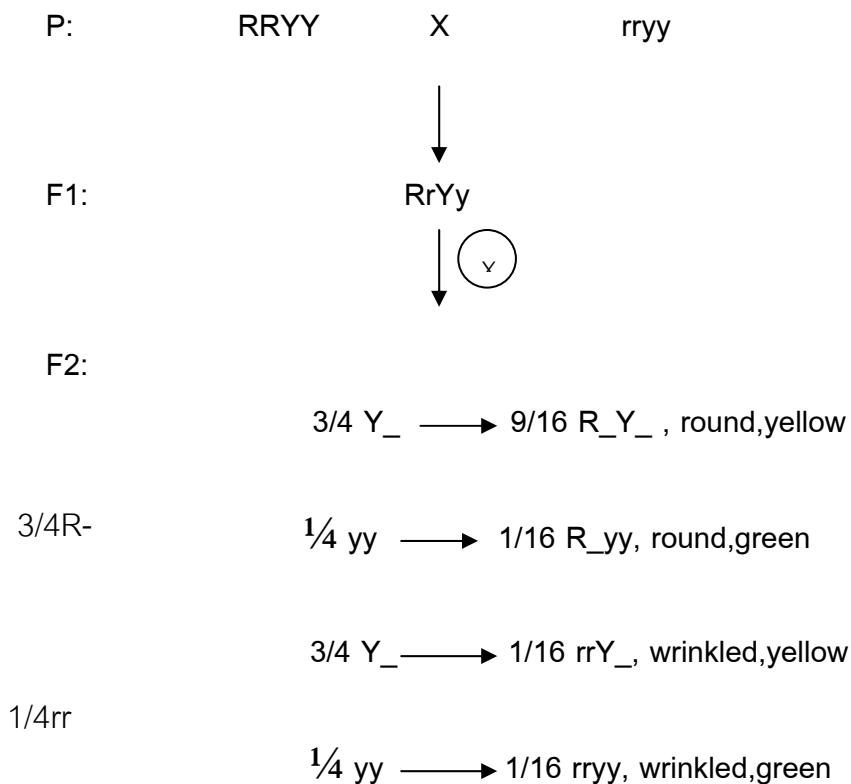 P: RRYY X rryy
F1: RrYy
X
F2:
3/4 Y_ 9/16 R_Y_ , round,yellow
3/4R-
¼ yy 1/16 R_yy, round,green
3/4 Y_ 1/16 rrY_, wrinkled,yellow
1/4rr
¼ yy 1/16 rryy, wrinkled,green